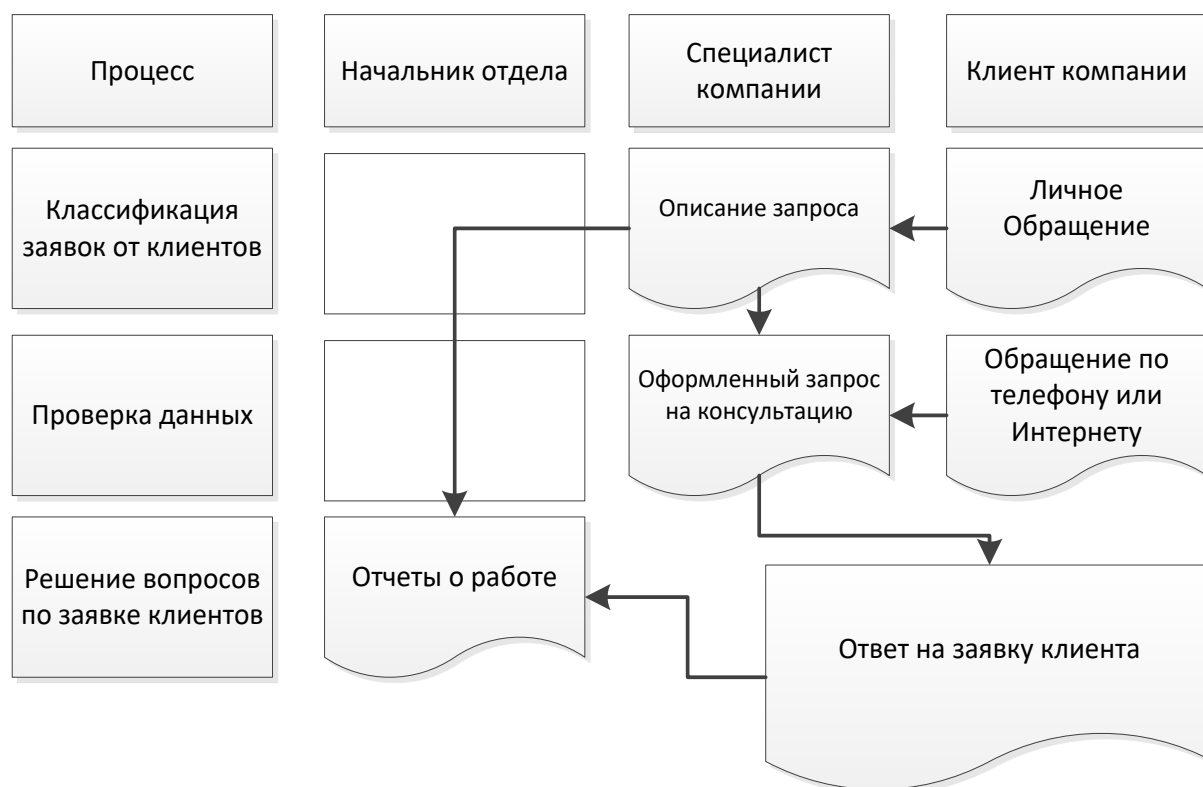 Процесс
Начальник отдела
Специалист
компании
Клиент компании
Классификация
заявок от клиентов
Описание запроса
Личное
Обращение
Проверка данных
Оформленный запрос
на консультацию
Обращение по
телефону или
Интернету
Решение вопросов
по заявке клиентов
Отчеты о работе
Ответ на заявку клиента